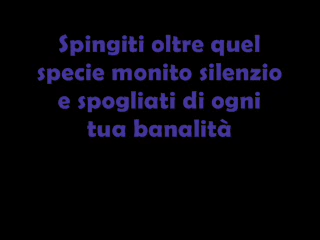 Spingiti oltre quel
specie monito silenzio
e spogliati di ogni
tua banalità